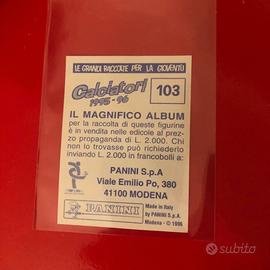 LE GRANDI RACCOLTE PER LA GIOVENTÙ
Calciatori
1995-96
103
IL MAGNIFICO ALBUM
per la raccolta di queste figurine
è in vendita nelle edicole al prez-
zo propaganda di L. 2.000. Chi
non lo trovasse può richiederlo
inviando L. 2.000 in francobolli a:
PANINI S.p.A
Viale Emilio Po, 380
41100 MODENA
PANINI
Made in Italy
by PANINI S.p.A.
Modena - © 1996
subito